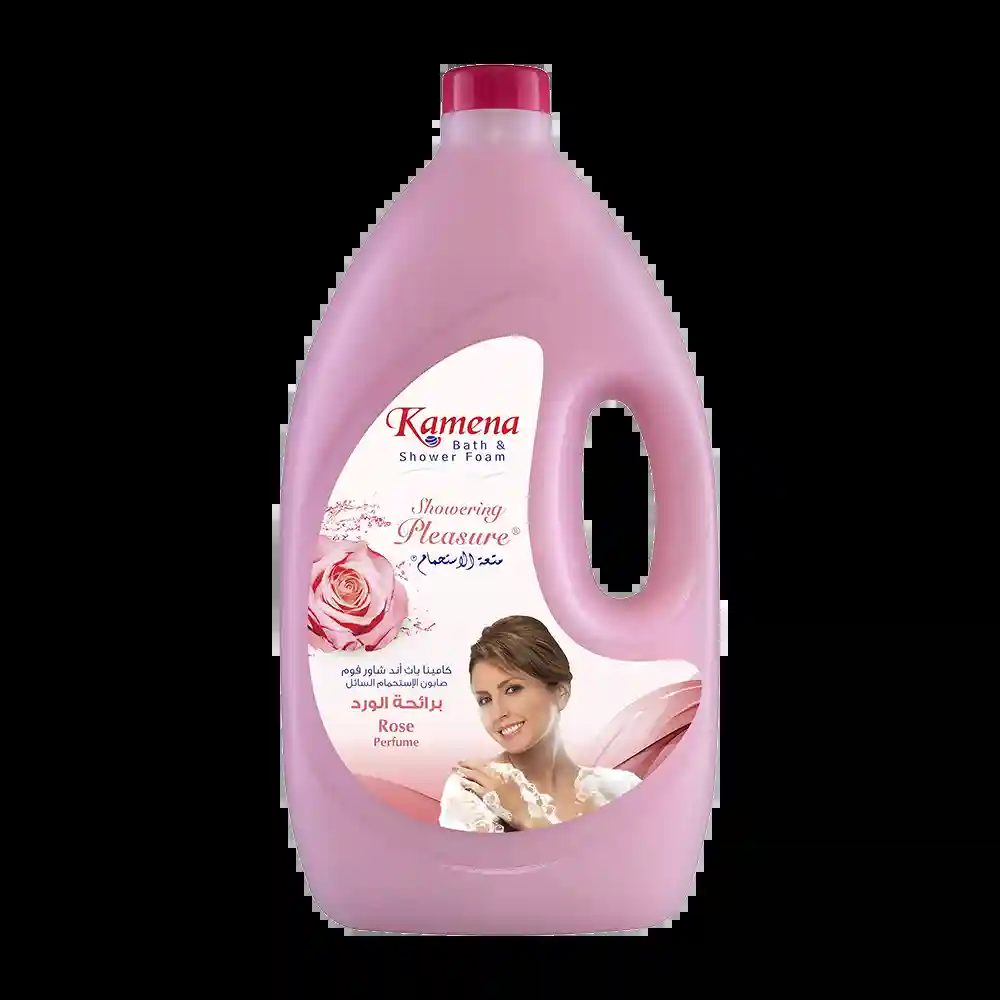 Kamena
Bath &
Shower Foam
Showering
Pleasure®
متعة الاستحمام®
كامينا باث أند شاور فوم
صابون الإستحمام السائل
برائحة الورد
Rose
Perfume